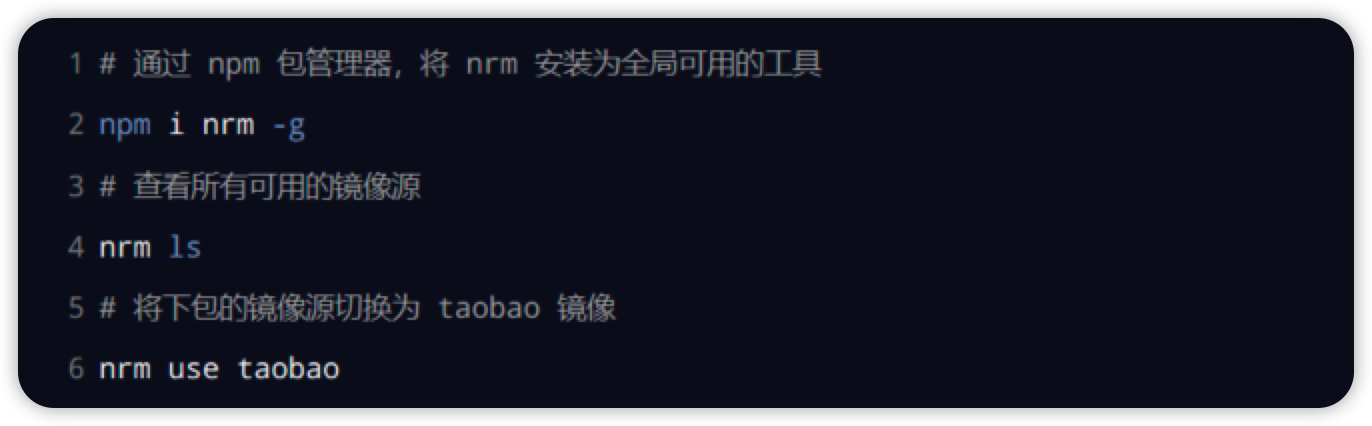 1 # 通过 npm 包管理器，将 nrm 安装为全局可用的工具
2 npm i nrm -g
3 # 查看所有可用的镜像源
4 nrm ls
5 # 将下包的镜像源切换为 taobao 镜像
6 nrm use taobao